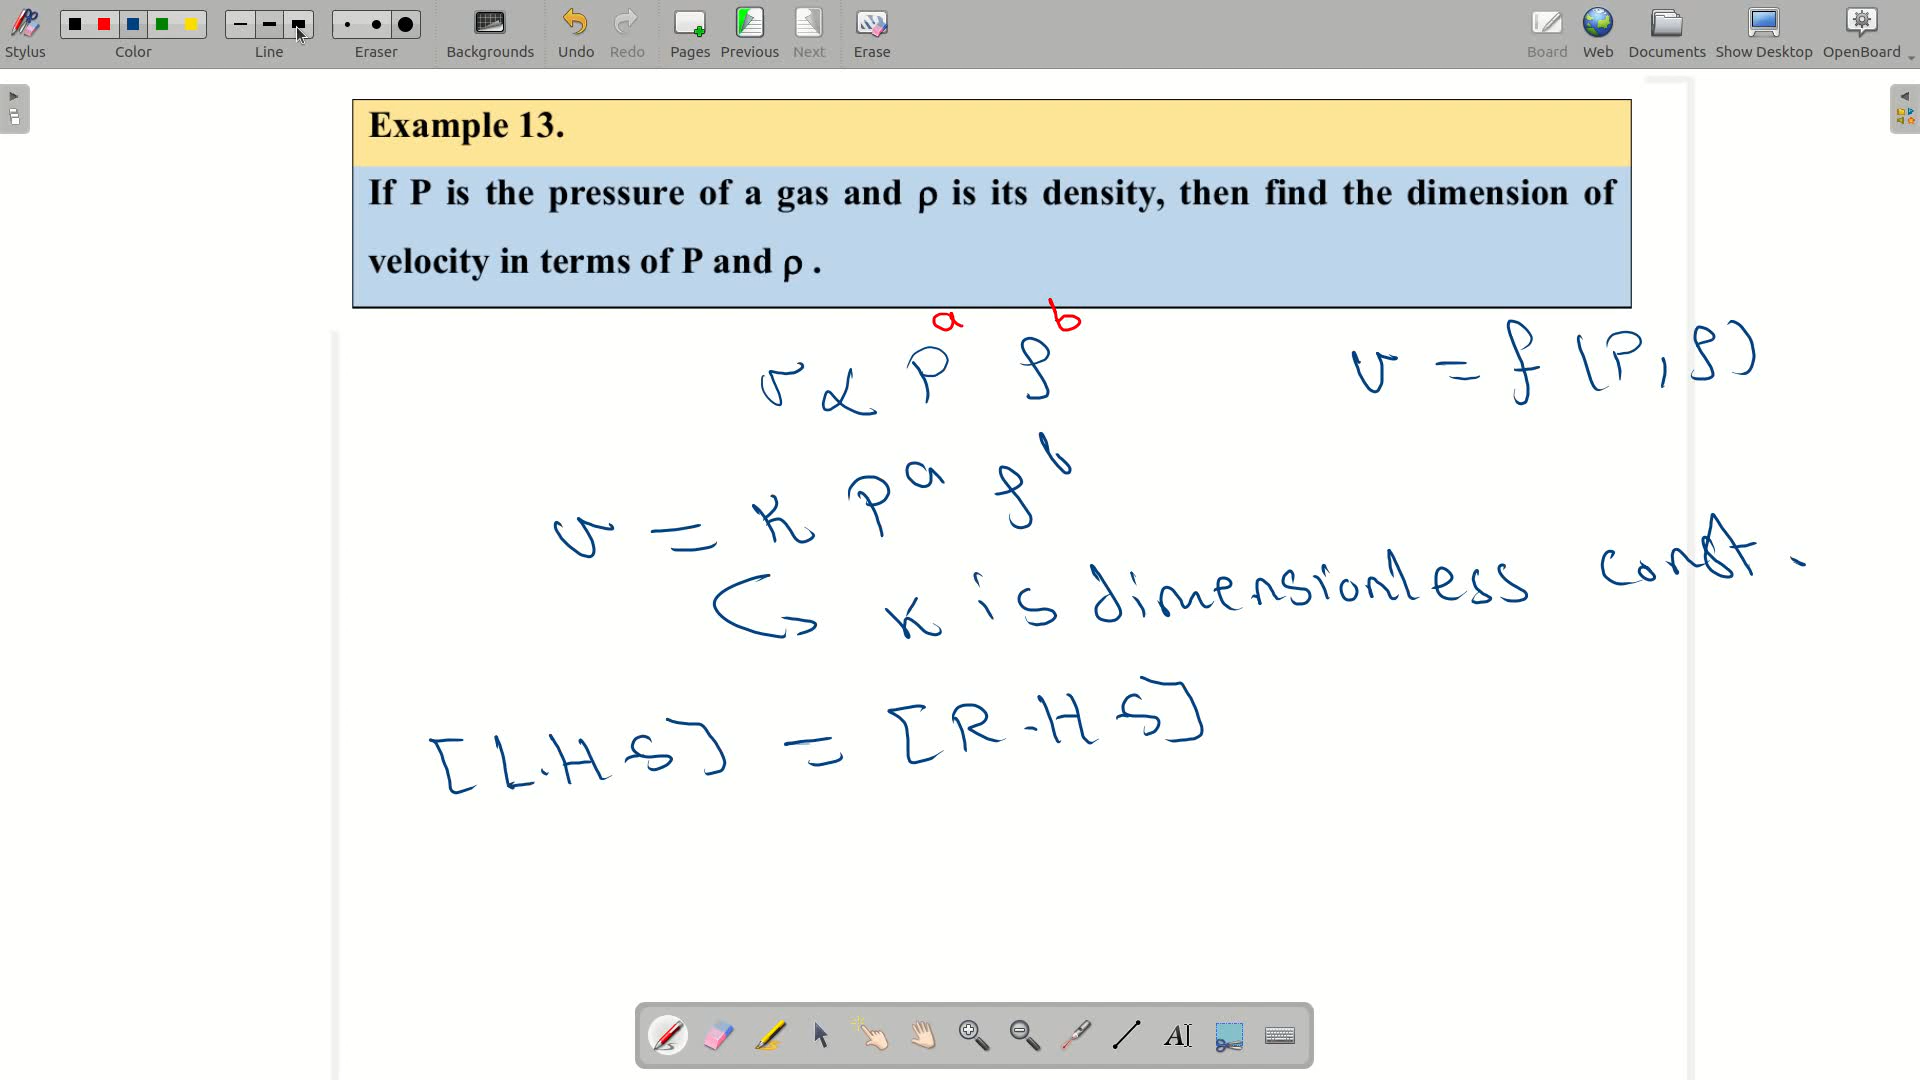 Stylus Color Line Eraser Backgrounds Undo Redo Pages Previous Next Erase Board Web Documents Show Desktop OpenBoard
Example 13.
If P is the pressure of a gas and ρ is its density, then find the dimension of
velocity in terms of P and ρ .
v ∝ P^a ρ^b
v = f (P, ρ)
v = K P^a ρ^b
K is dimensionless const.
[L.H S] = [R.H S]
AI